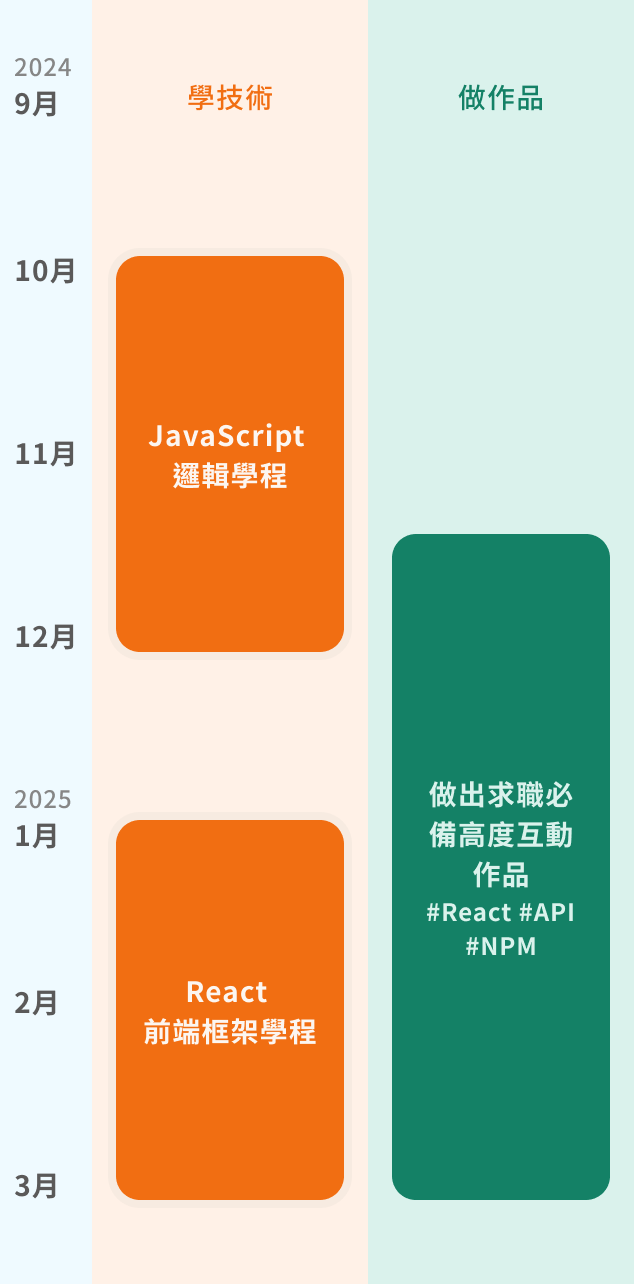 2024
9月
學技術
做作品
10月
JavaScript
邏輯學程
11月
12月
做出求職必
備高度互動
作品
#React #API
#NPM
2025
1月
React
前端框架學程
2月
3月